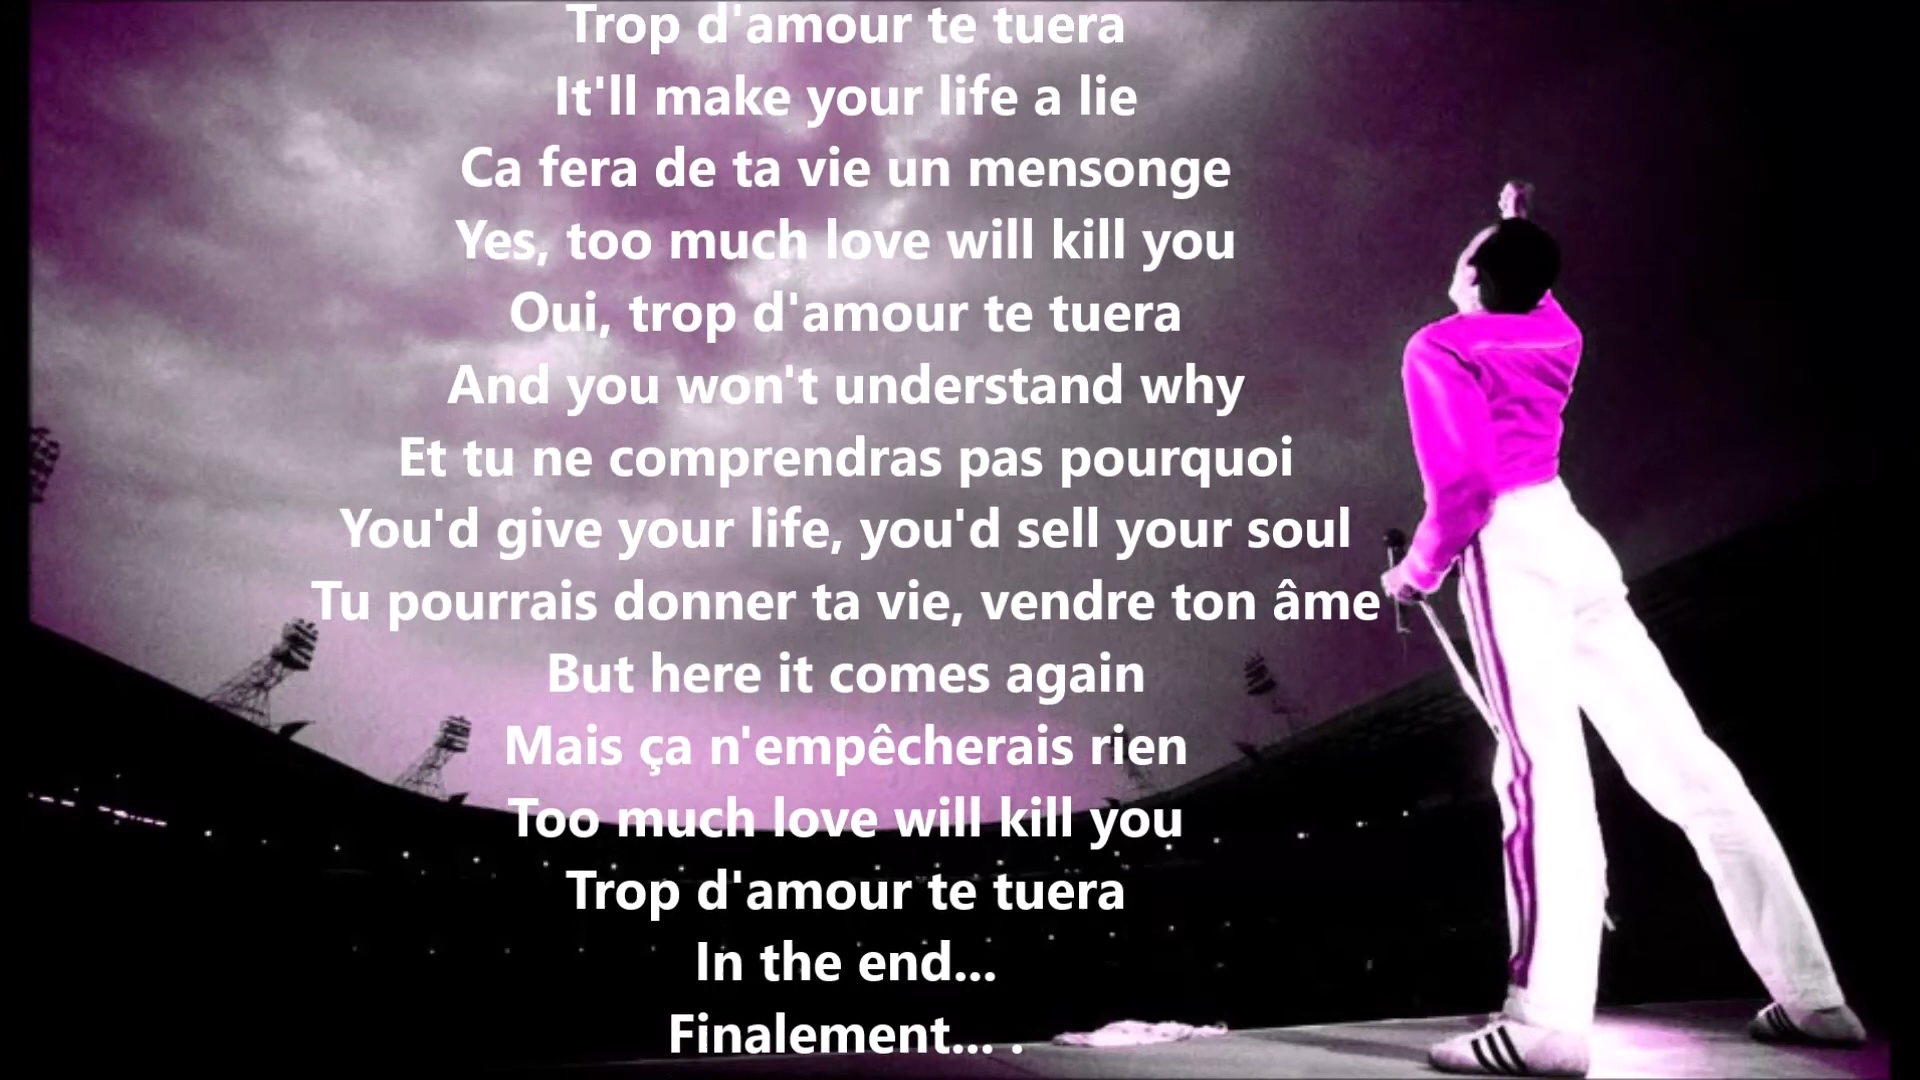 Trop d'amour te tuera
It'll make your life a lie
Ca fera de ta vie un mensonge
Yes, too much love will kill you
Oui, trop d'amour te tuera
And you won't understand why
Et tu ne comprendras pas pourquoi
You'd give your life, you'd sell your soul
Tu pourrais donner ta vie, vendre ton âme
But here it comes again
Mais ça n'empêcherais rien
Too much love will kill you
Trop d'amour te tuera
In the end...
Finalement... .